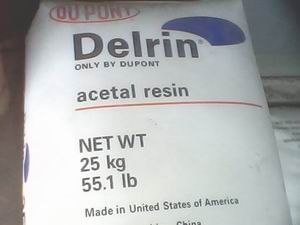 DU PONT
Delrin®
ONLY BY DUPONT
acetal resin
NET WT
25 kg
55.1 lb
Made in United States of America
China